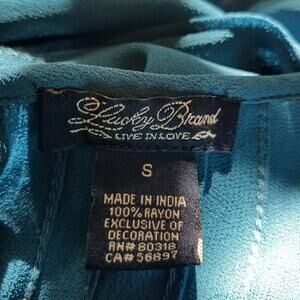 Lucky Brand
LIVE IN LOVE
S
MADE IN INDIA
100% RAYON
EXCLUSIVE OF
DECORATION
RN# 80318
CA# 56897